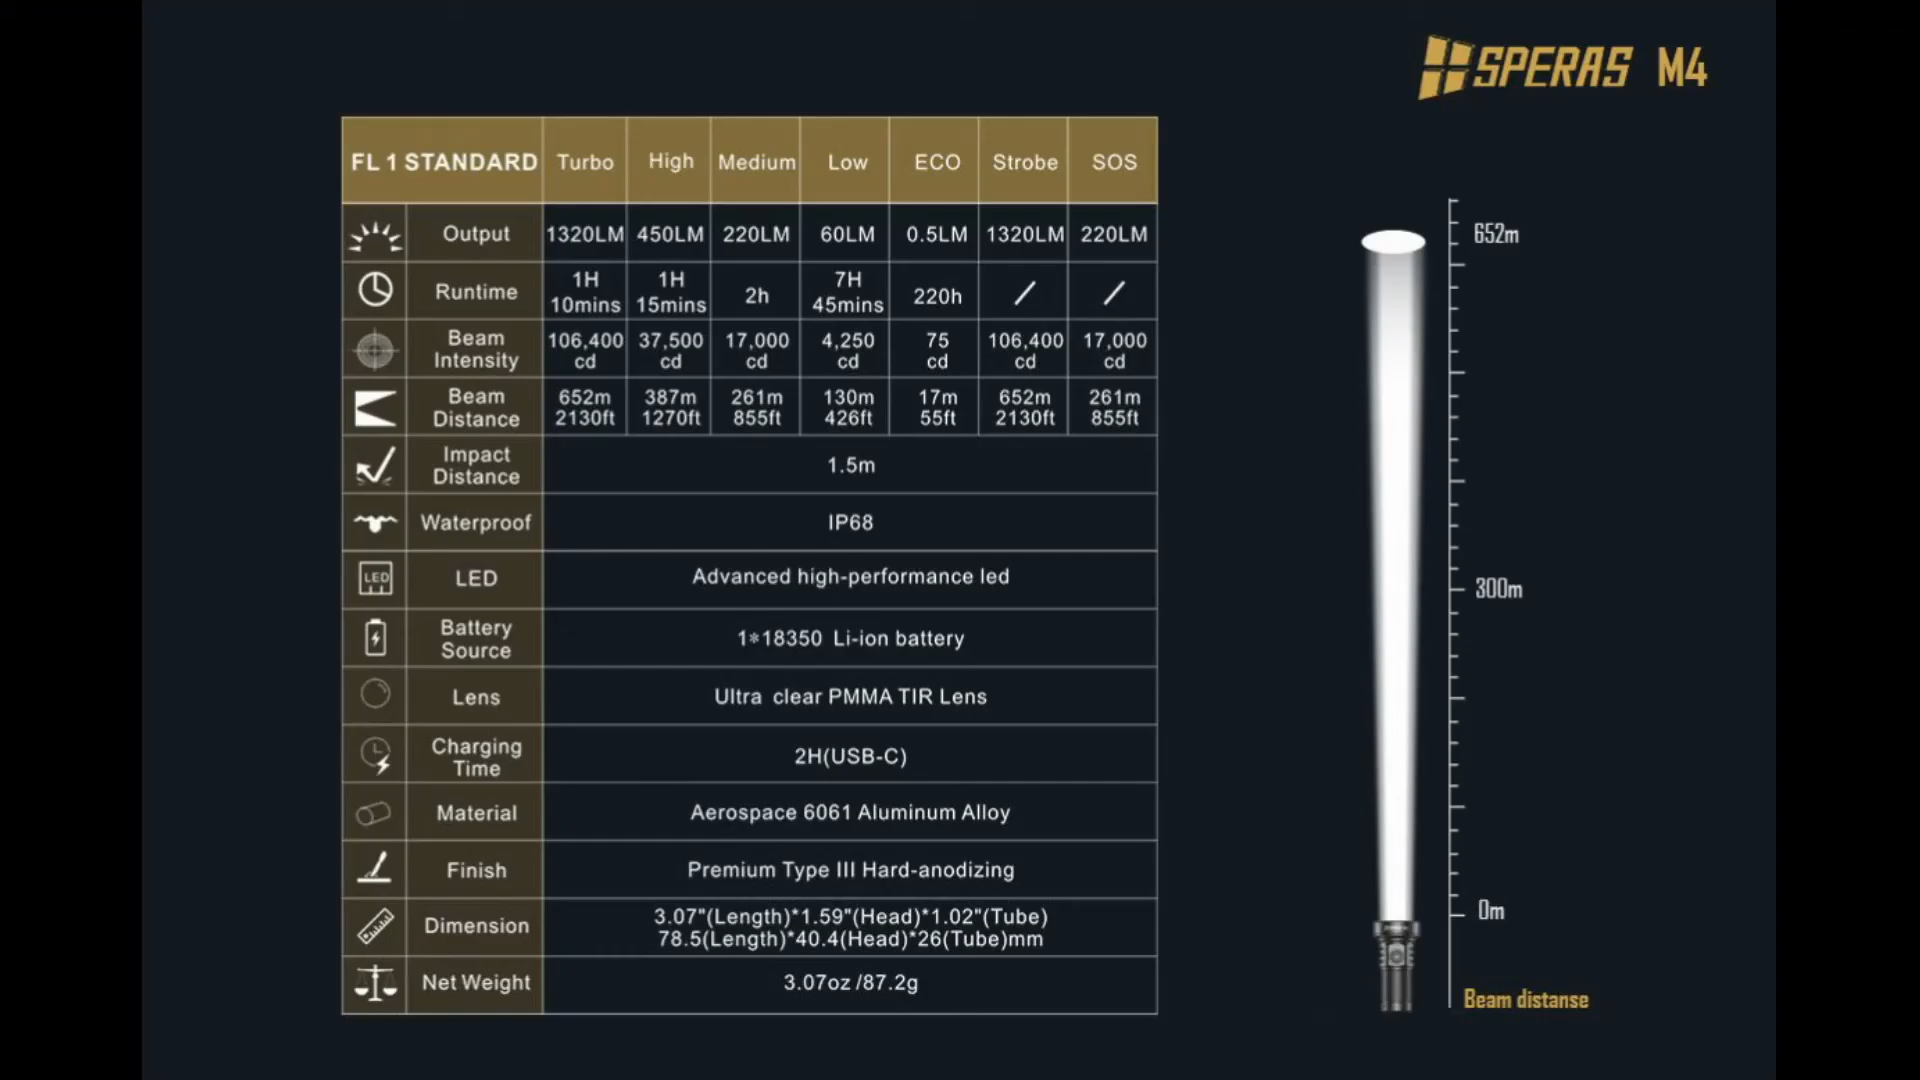 SPERAS M4
FL 1 STANDARD Turbo High Medium Low ECO Strobe SOS
Output 1320LM 450LM 220LM 60LM 0.5LM 1320LM 220LM
Runtime 1H 10mins 1H 15mins 2h 7H 45mins 220h / /
Beam Intensity 106,400 cd 37,500 cd 17,000 cd 4,250 cd 75 cd 106,400 cd 17,000 cd
Beam Distance 652m 2130ft 387m 1270ft 261m 855ft 130m 426ft 17m 55ft 652m 2130ft 261m 855ft
Impact Distance 1.5m
Waterproof IP68
LED LED Advanced high-performance led
Battery Source 1*18350 Li-ion battery
Lens Ultra clear PMMA TIR Lens
Charging Time 2H(USB-C)
Material Aerospace 6061 Aluminum Alloy
Finish Premium Type III Hard-anodizing
Dimension 3.07"(Length)*1.59"(Head)*1.02"(Tube)
78.5(Length)*40.4(Head)*26(Tube)mm
Net Weight 3.07oz /87.2g
652m
300m
0m
Beam distanse